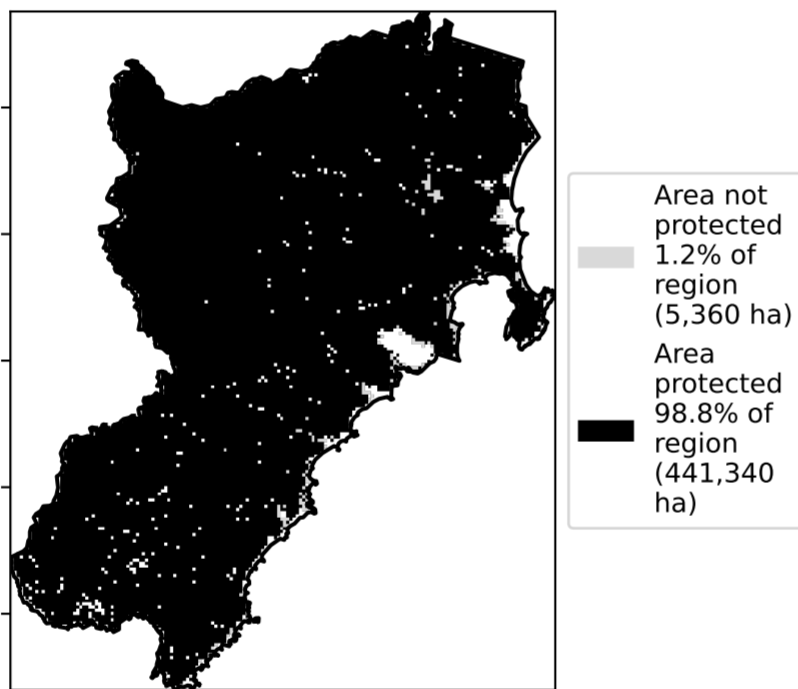 Area not
protected
1.2% of
region
(5,360 ha)
Area
protected
98.8% of
region
(441,340
ha)